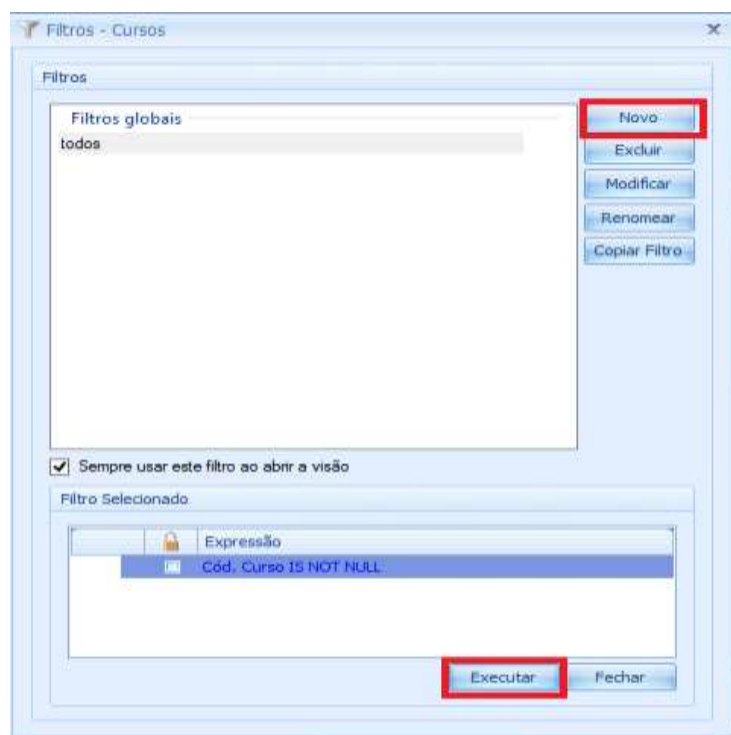 Filtros - Cursos
Filtros
Filtros globais
todos
Novo
Excluir
Modificar
Renomear
Copiar Filtro
Sempre usar este filtro ao abrir a visão
Filtro Selecionado
Expressão
Cód. Curso IS NOT NULL
Executar
Fechar